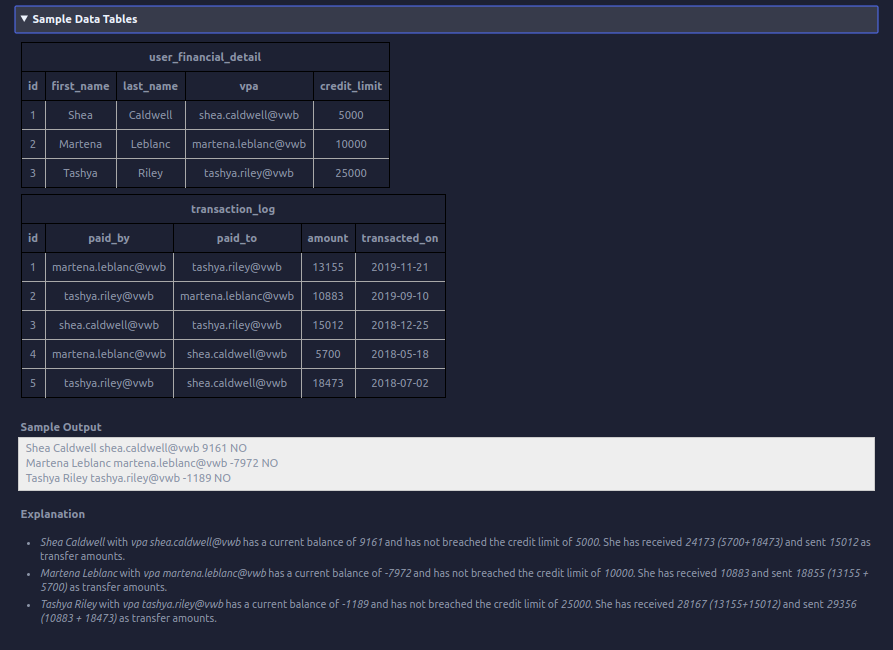 ▼ Sample Data Tables
user_financial_detail
id first_name last_name vpa credit_limit
1 Shea Caldwell shea.caldwell@vwb 5000
2 Martena Leblanc martena.leblanc@vwb 10000
3 Tashya Riley tashya.riley@vwb 25000
transaction_log
id paid_by paid_to amount transacted_on
1 martena.leblanc@vwb tashya.riley@vwb 13155 2019-11-21
2 tashya.riley@vwb martena.leblanc@vwb 10883 2019-09-10
3 shea.caldwell@vwb tashya.riley@vwb 15012 2018-12-25
4 martena.leblanc@vwb shea.caldwell@vwb 5700 2018-05-18
5 tashya.riley@vwb shea.caldwell@vwb 18473 2018-07-02
Sample Output
Shea Caldwell shea.caldwell@vwb 9161 NO
Martena Leblanc martena.leblanc@vwb -7972 NO
Tashya Riley tashya.riley@vwb -1189 NO
Explanation
• Shea Caldwell with vpa shea.caldwell@vwb has a current balance of 9161 and has not breached the credit limit of 5000. She has received 24173 (5700+18473) and sent 15012 as
transfer amounts.
• Martena Leblanc with vpa martena.leblanc@vwb has a current balance of -7972 and has not breached the credit limit of 10000. She has received 10883 and sent 18855 (13155 +
5700) as transfer amounts.
• Tashya Riley with vpa tashya.riley@vwb has a current balance of -1189 and has not breached the credit limit of 25000. She has received 28167 (13155+15012) and sent 29356
(10883 + 18473) as transfer amounts.